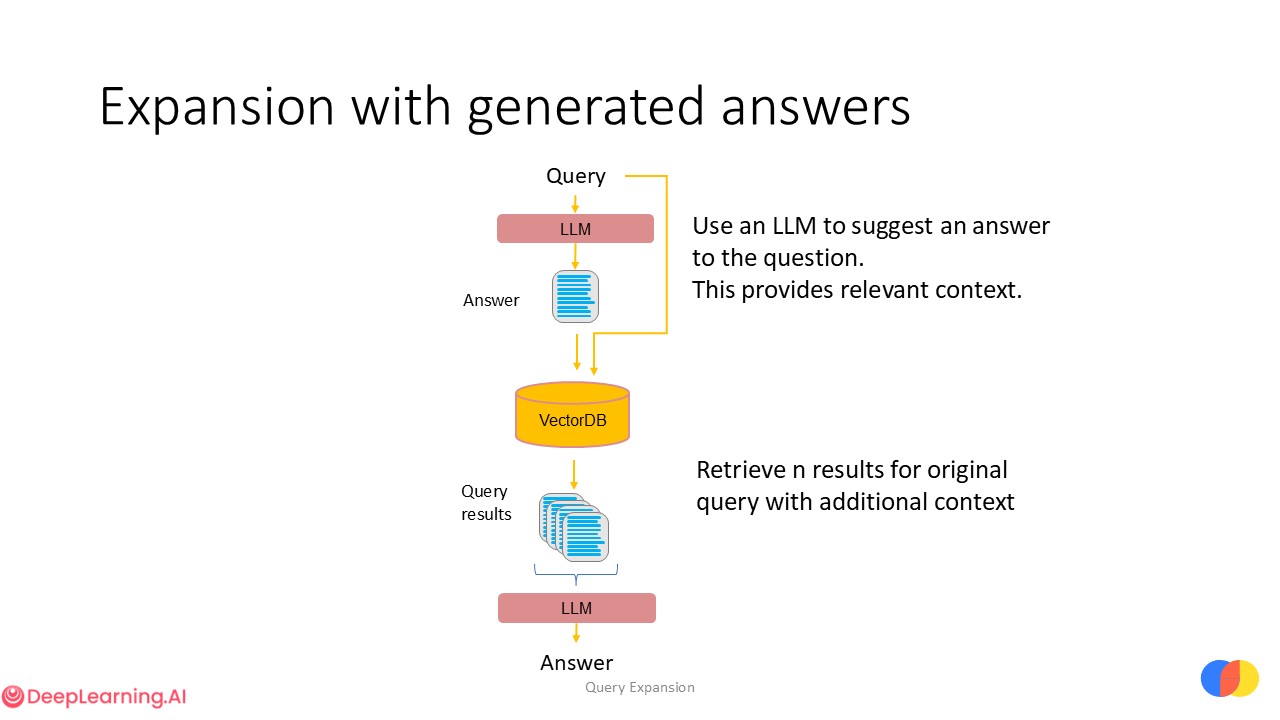 Expansion with generated answers
Query
LLM
Answer
Use an LLM to suggest an answer
to the question.
This provides relevant context.
VectorDB
Query
results
Retrieve n results for original
query with additional context
LLM
Answer
Query Expansion
DeepLearning.AI